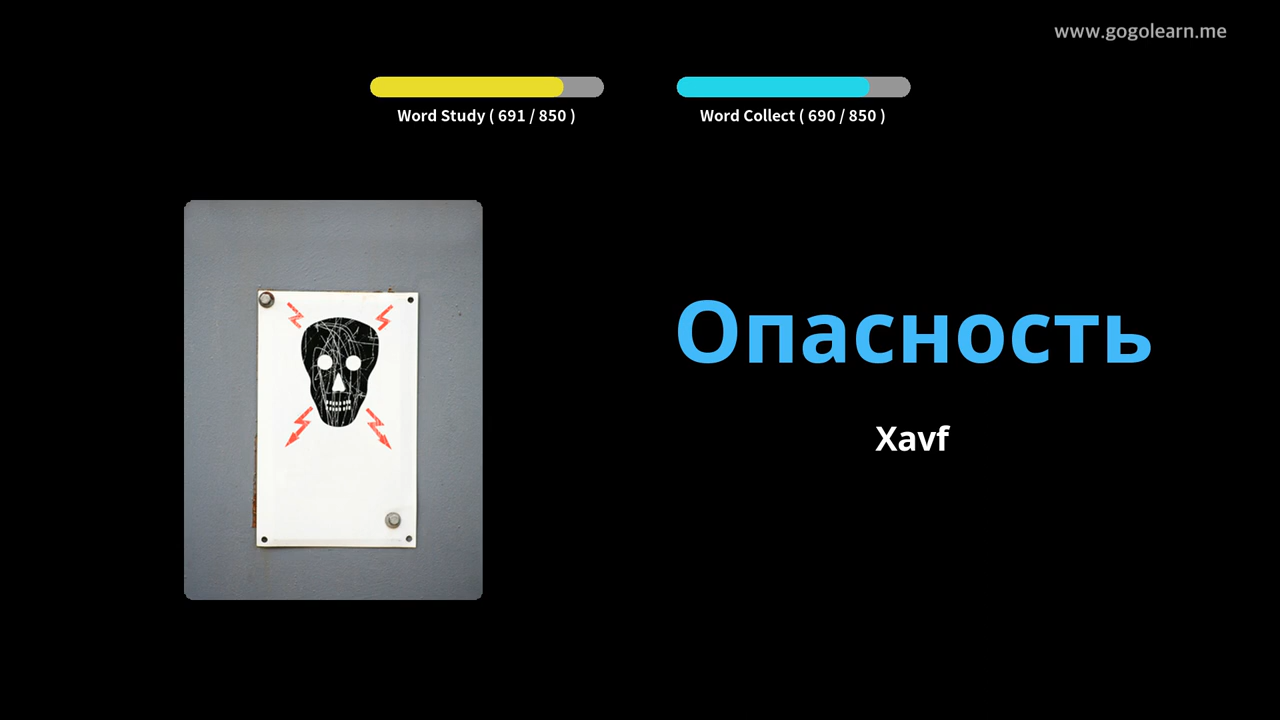 www.gogolearn.me
Word Study ( 691 / 850 )
Word Collect ( 690 / 850 )
Опасность
Xavf